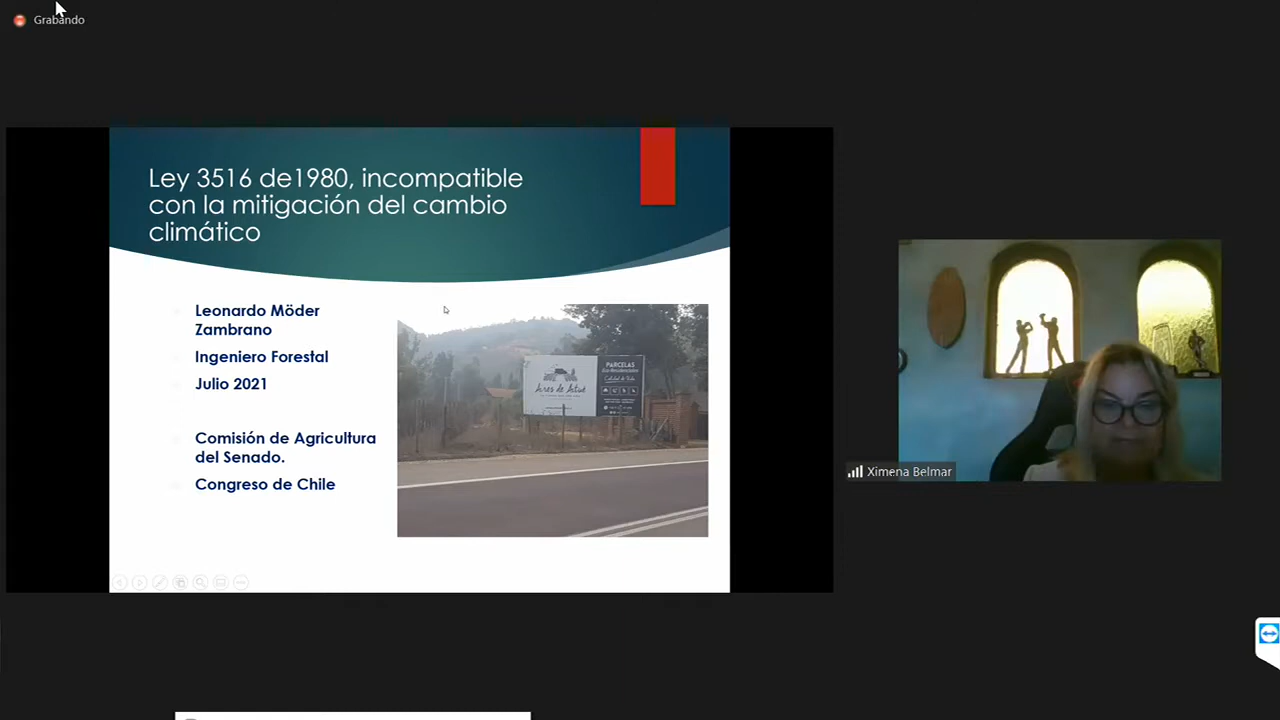 Grabando
Ley 3516 de1980, incompatible
con la mitigación del cambio
climático
Leonardo Möder
Zambrano
Ingeniero Forestal
Julio 2021
Comisión de Agricultura
del Senado.
Congreso de Chile
PARCELAS
Ximena Belmar